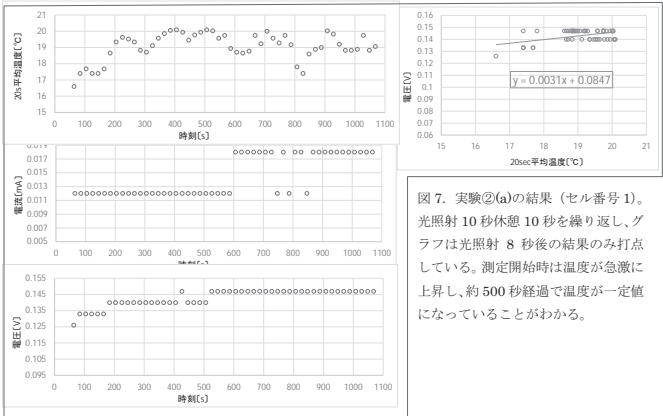 21
20
19
18
17
16
15
20s平均温度[℃]
0 100 200 300 400 500 600 700 800 900 1000 1100
時刻[s]
0.16
0.15
0.14
0.13
0.12
0.11
0.1
0.09
0.08
0.07
0.06
電圧[V]
y = 0.0031x + 0.0847
15 16 17 18 19 20 21
20sec平均温度[℃]
0.019
0.017
0.015
0.013
0.011
0.009
0.007
0.005
電流[mA]
0 100 200 300 400 500 600 700 800 900 1000 1100
時刻[s]
0.155
0.145
0.135
0.125
0.115
0.105
0.095
電圧[V]
0 100 200 300 400 500 600 700 800 900 1000 1100
時刻[s]
図 7. 実験②(a)の結果（セル番号 1)。
光照射 10 秒休憩 10 秒を繰り返し、グ
ラフは光照射 8 秒後の結果のみ打点
している。測定開始時は温度が急激に
上昇し、約 500 秒経過で温度が一定値
になっていることがわかる。